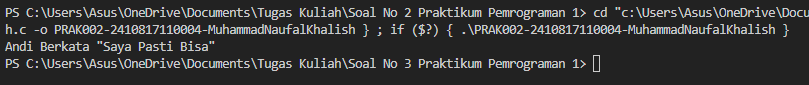 PS C:\Users\Asus\OneDrive\Documents\Tugas Kuliah\Soal No 2 Praktikum Pemrograman 1> cd "c:\Users\Asus\OneDrive\Docu
h.c -o PRAK002-2410817110004-MuhammadNaufalKhalish } ; if ($?) { .\PRAK002-2410817110004-MuhammadNaufalKhalish }
Andi Berkata "Saya Pasti Bisa"
PS C:\Users\Asus\OneDrive\Documents\Tugas Kuliah\Soal No 3 Praktikum Pemrograman 1>